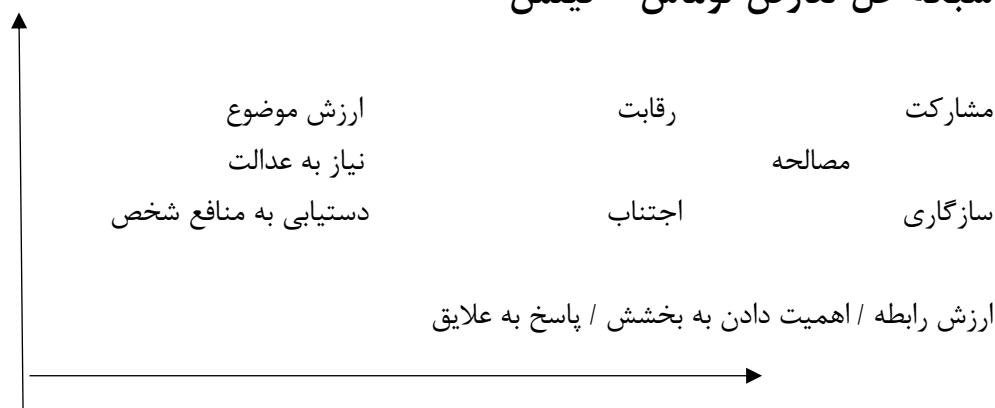 شبکه حل تعارض توماس – کیلمن
مشارکت رقابت ارزش موضوع
مصالحه نیاز به عدالت
سازگاری اجتناب دستیابی به منافع شخص
ارزش رابطه / اهمیت دادن به بخشش / پاسخ به علایق